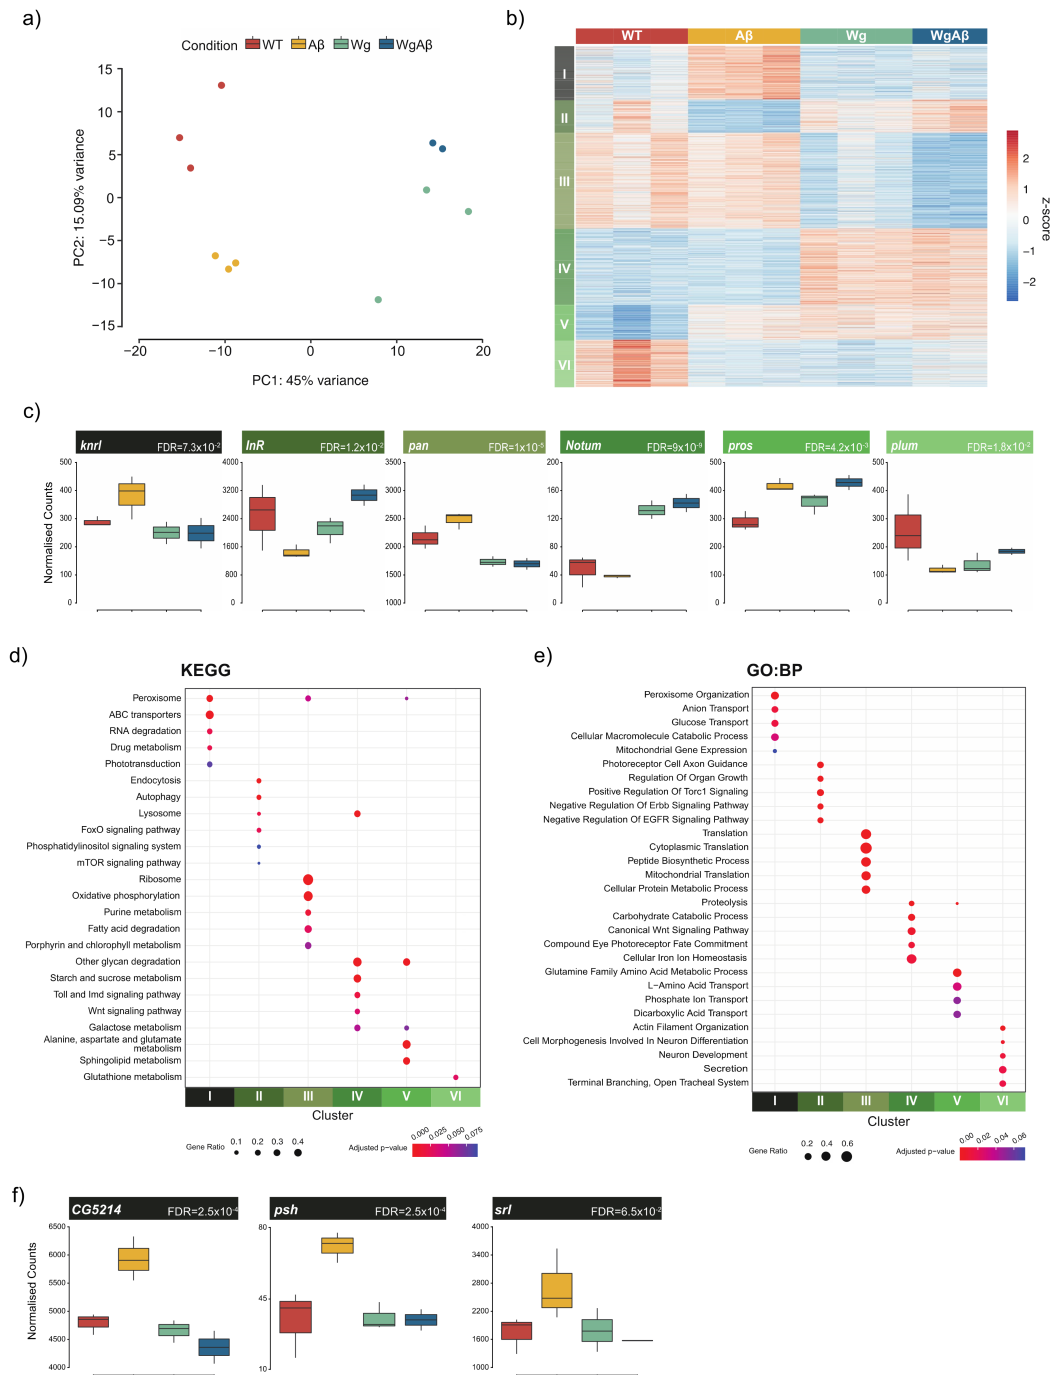 a)
Condition WT Aβ Wg WgAβ
15
10
5
0
−5
−10
−15
PC2: 15.09% variance
−20 −10 0 10 20
PC1: 45% variance
b)
WT Aβ Wg WgAβ
I
II
III
IV
V
VI
2
1
0
−1
−2
z-score
c)
Normalised Counts
knrl FDR=7.3x10-2
500
400
300
200
100
0
InR FDR=1.2x10-2
4000
3200
2400
1600
800
0
pan FDR=1x10-5
3500
3000
2500
2000
1500
1000
Notum FDR=9x10-9
200
160
120
80
40
0
pros FDR=4.2x10-3
500
400
300
200
100
0
plum FDR=1.8x10-2
500
400
300
200
100
0
d)
KEGG
Peroxisome
ABC transporters
RNA degradation
Drug metabolism
Phototransduction
Endocytosis
Autophagy
Lysosome
FoxO signaling pathway
Phosphatidylinositol signaling system
mTOR signaling pathway
Ribosome
Oxidative phosphorylation
Purine metabolism
Fatty acid degradation
Porphyrin and chlorophyll metabolism
Other glycan degradation
Starch and sucrose metabolism
Toll and Imd signaling pathway
Wnt signaling pathway
Galactose metabolism
Alanine, aspartate and glutamate
metabolism
Sphingolipid metabolism
Glutathione metabolism
I II III IV V VI
Cluster
Gene Ratio 0.1 0.2 0.3 0.4
Adjusted p−value 0.000 0.025 0.050 0.075
e)
GO:BP
Peroxisome Organization
Anion Transport
Glucose Transport
Cellular Macromolecule Catabolic Process
Mitochondrial Gene Expression
Photoreceptor Cell Axon Guidance
Regulation Of Organ Growth
Positive Regulation Of Torc1 Signaling
Negative Regulation Of Erbb Signaling Pathway
Negative Regulation Of EGFR Signaling Pathway
Translation
Cytoplasmic Translation
Peptide Biosynthetic Process
Mitochondrial Translation
Cellular Protein Metabolic Process
Proteolysis
Carbohydrate Catabolic Process
Canonical Wnt Signaling Pathway
Compound Eye Photoreceptor Fate Commitment
Cellular Iron Ion Homeostasis
Glutamine Family Amino Acid Metabolic Process
L−Amino Acid Transport
Phosphate Ion Transport
Dicarboxylic Acid Transport
Actin Filament Organization
Cell Morphogenesis Involved In Neuron Differentiation
Neuron Development
Secretion
Terminal Branching, Open Tracheal System
I II III IV V VI
Cluster
Gene Ratio 0.2 0.4 0.6
Adjusted p−value 0.00 0.02 0.04 0.06
f)
Normalised Counts
CG5214 FDR=2.5x10-4
6500
6000
5500
5000
4500
4000
psh FDR=2.5x10-4
80
45
10
srl FDR=6.5x10-2
4000
3400
2800
2200
1600
1000